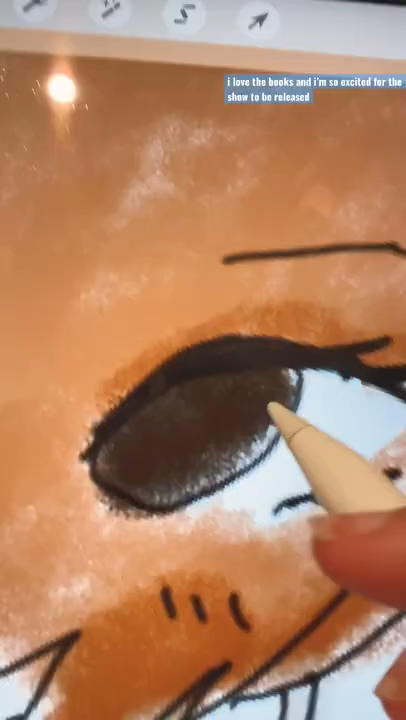 i love the books and i'm so excited for the
show to be released